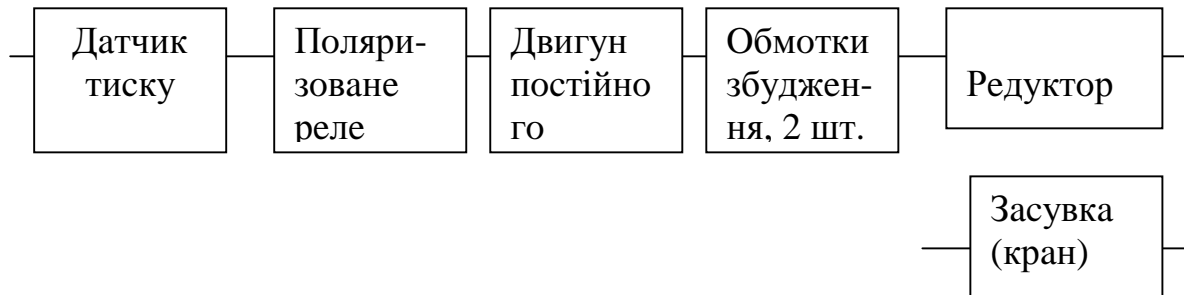 Датчик
тиску
Поляри-
зоване
реле
Двигун
постійно
го
Обмотки
збуджен-
ня, 2 шт.
Редуктор
Засувка
(кран)